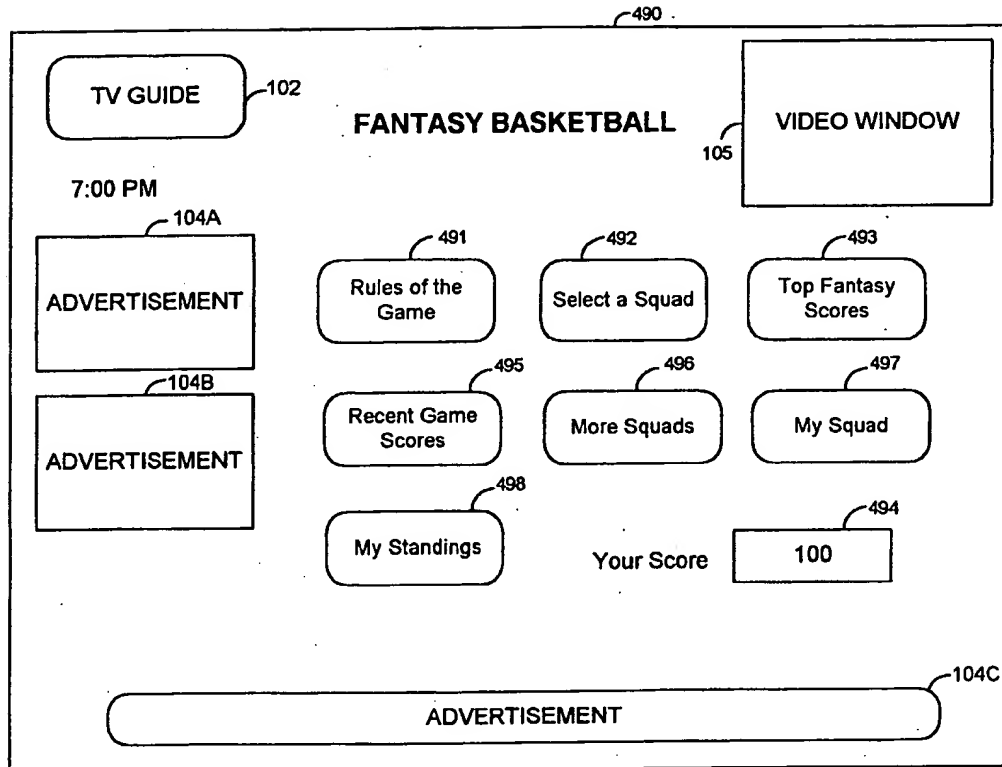 490
TV GUIDE
102
FANTASY BASKETBALL
VIDEO WINDOW
105
7:00 PM
104A
ADVERTISEMENT
104B
ADVERTISEMENT
491
Rules of the
Game
492
Select a Squad
493
Top Fantasy
Scores
495
Recent Game
Scores
496
More Squads
497
My Squad
498
My Standings
Your Score
494
100
104C
ADVERTISEMENT